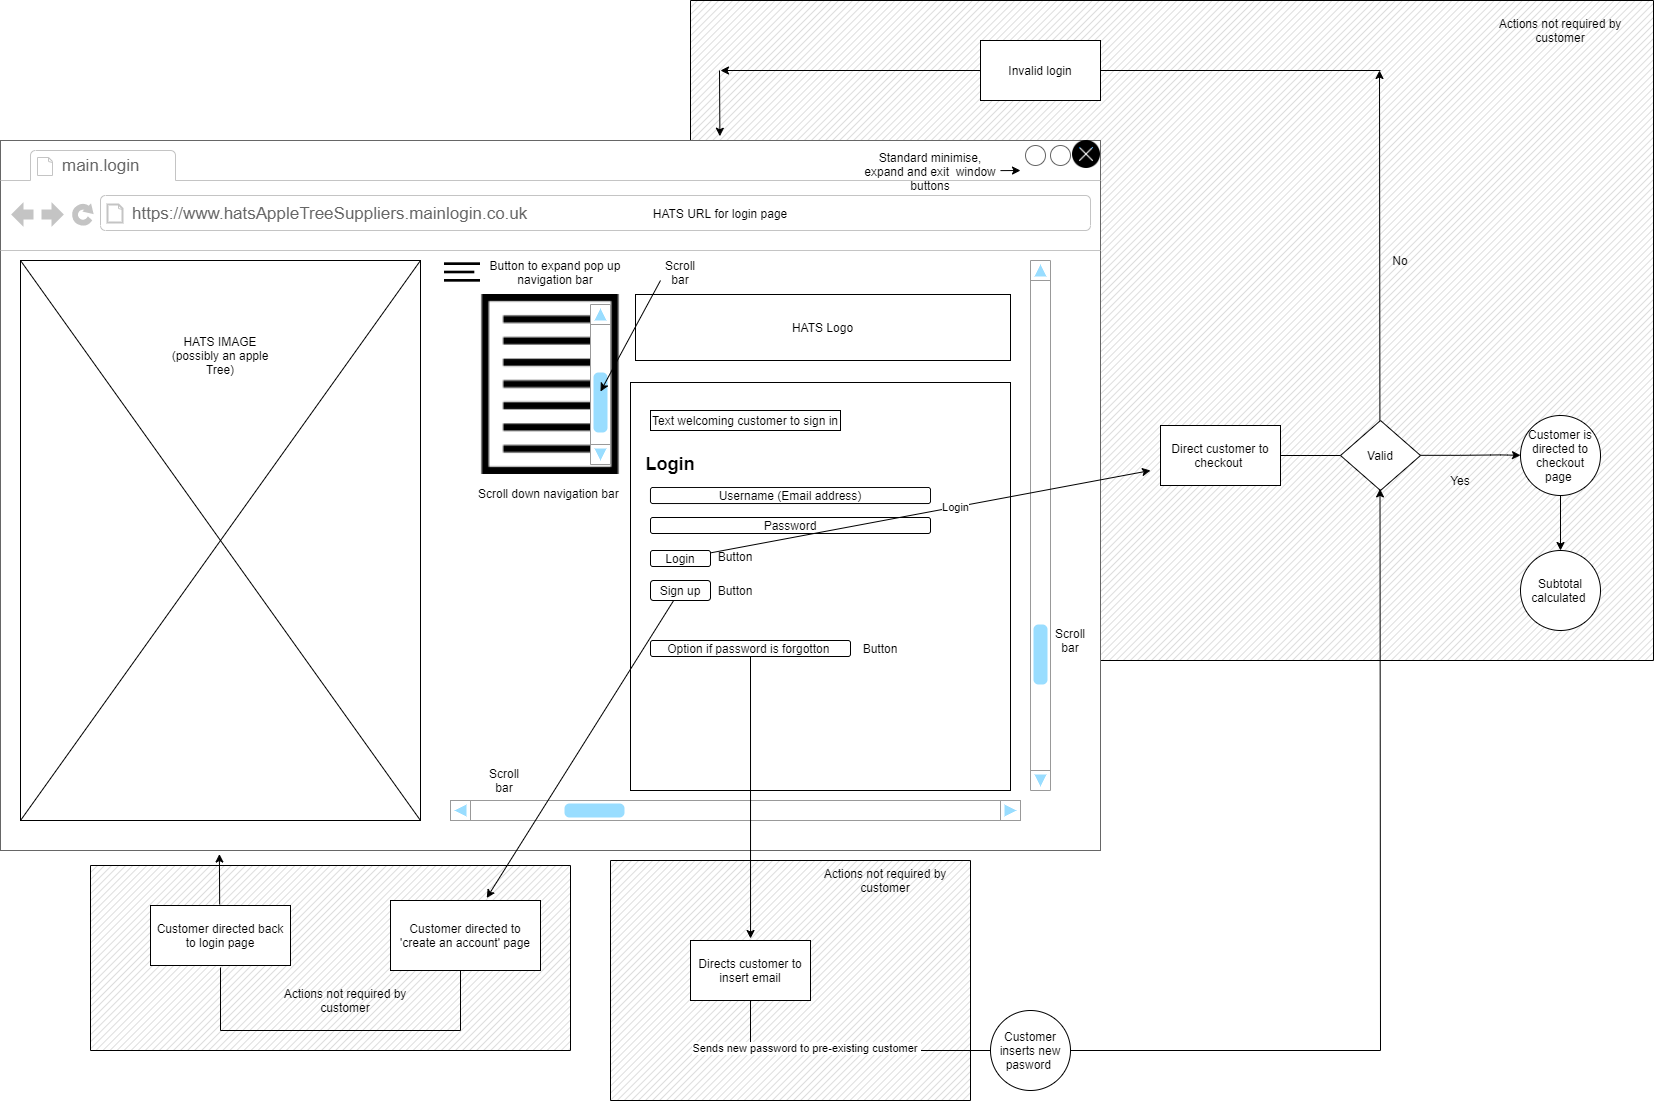 Actions not required by
customer
Invalid login
main.login
Standard minimise,
expand and exit window
buttons
https://www.hatsAppleTreeSuppliers.mainlogin.co.uk
HATS URL for login page
Button to expand pop up
navigation bar
Scroll
bar
No
HATS IMAGE
(possibly an apple
Tree)
HATS Logo
Text welcoming customer to sign in
Login
Scroll down navigation bar
Username (Email address)
Login
Password
Login
Button
Sign up
Button
Option if password is forgotton
Button
Scroll
bar
Direct customer to
checkout
Valid
Yes
Customer is
directed to
checkout
page
Subtotal
calculated
Scroll
bar
Customer directed back
to login page
Customer directed to
'create an account' page
Actions not required by
customer
Actions not required by
customer
Directs customer to
insert email
Sends new password to pre-existing customer
Customer
inserts new
pasword